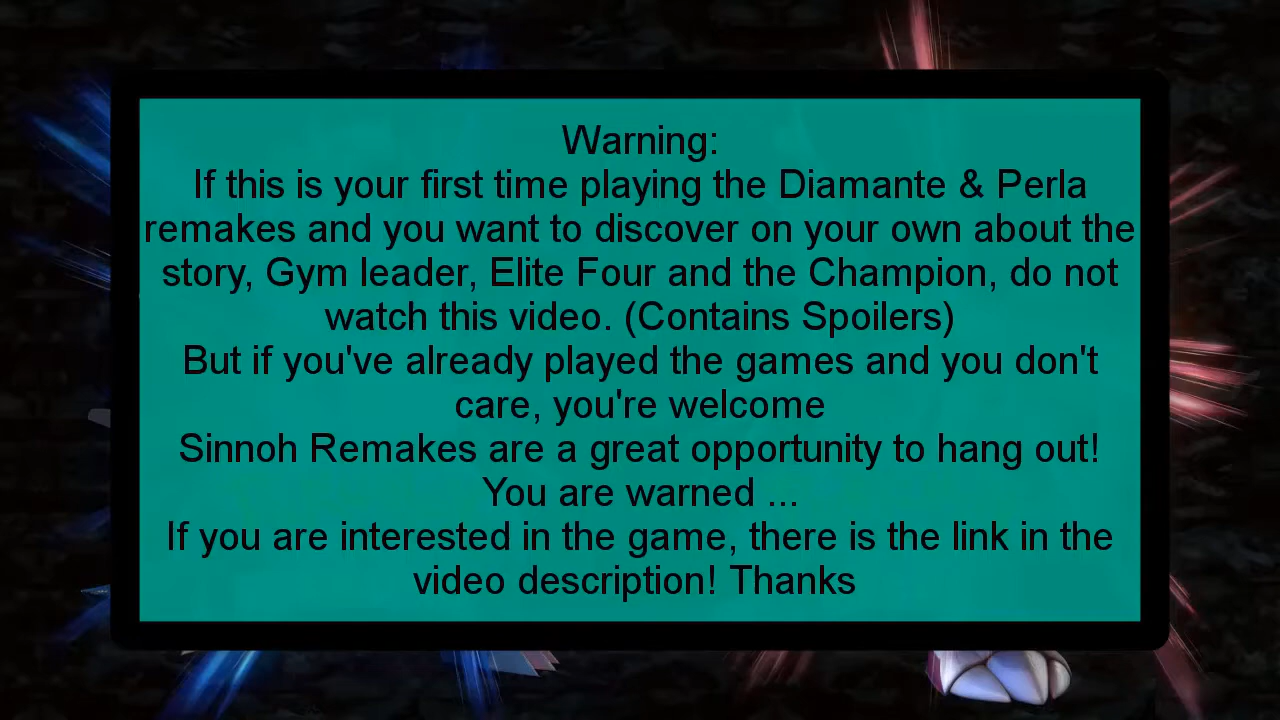 Warning:
If this is your first time playing the Diamante & Perla
remakes and you want to discover on your own about the
story, Gym leader, Elite Four and the Champion, do not
watch this video. (Contains Spoilers)
But if you've already played the games and you don't
care, you're welcome
Sinnoh Remakes are a great opportunity to hang out!
You are warned ...
If you are interested in the game, there is the link in the
video description! Thanks